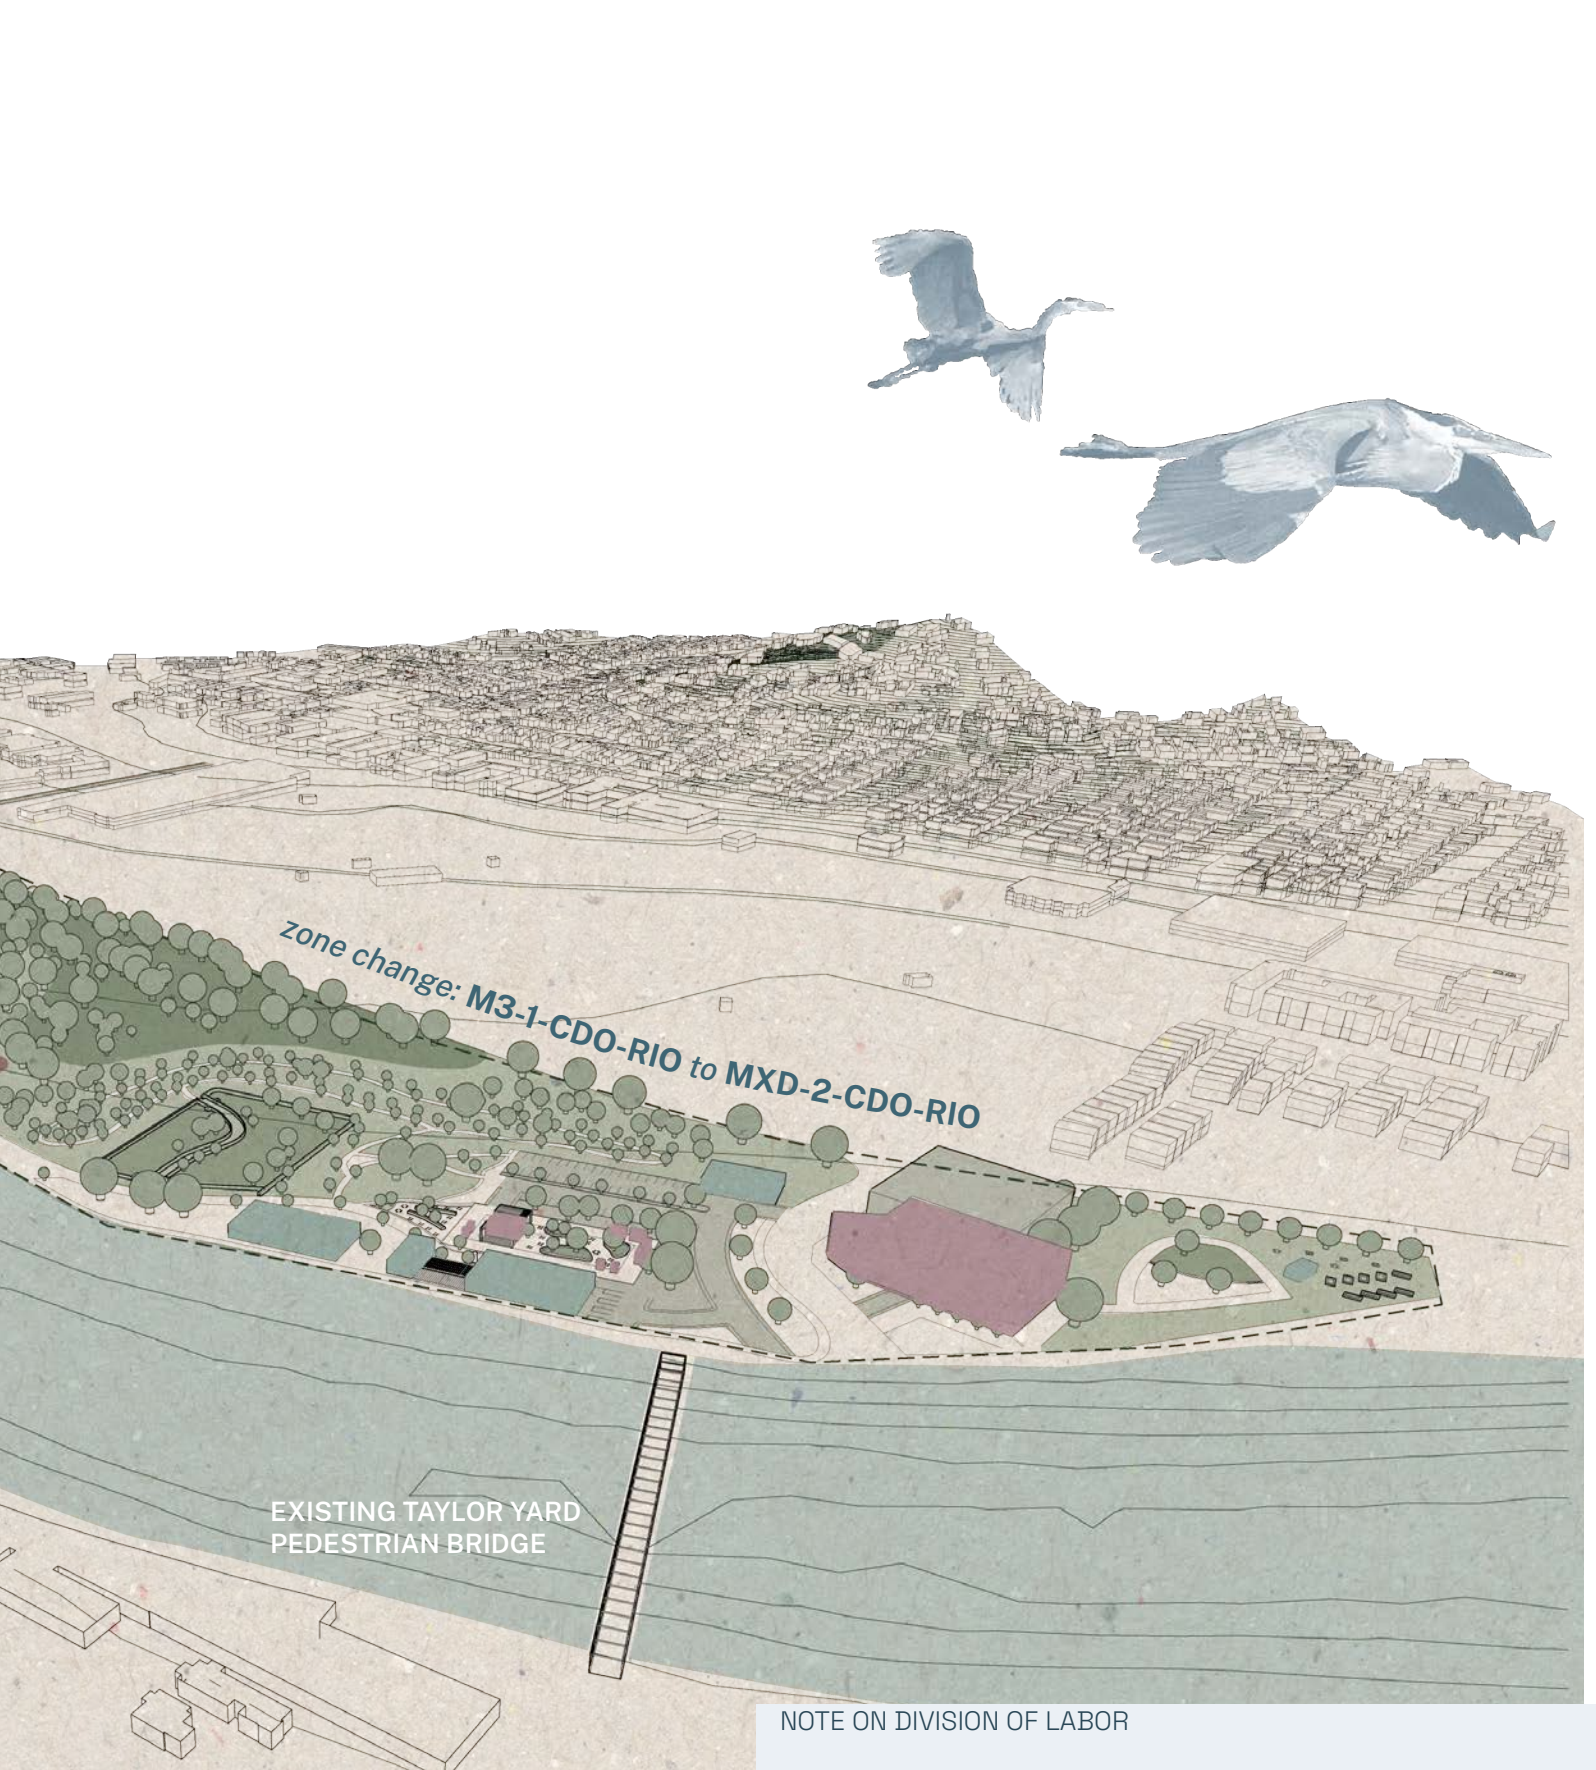 zone change: M3-1-CDO-RIO to MXD-2-CDO-RIO
EXISTING TAYLOR YARD
PEDESTRIAN BRIDGE
NOTE ON DIVISION OF LABOR